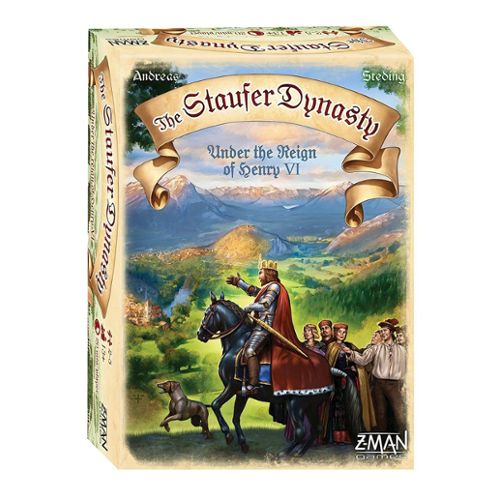 Andreas Steding
The Staufer Dynasty
Under the Reign
of Henry VI
Z-MAN
games
The Staufer Dynasty